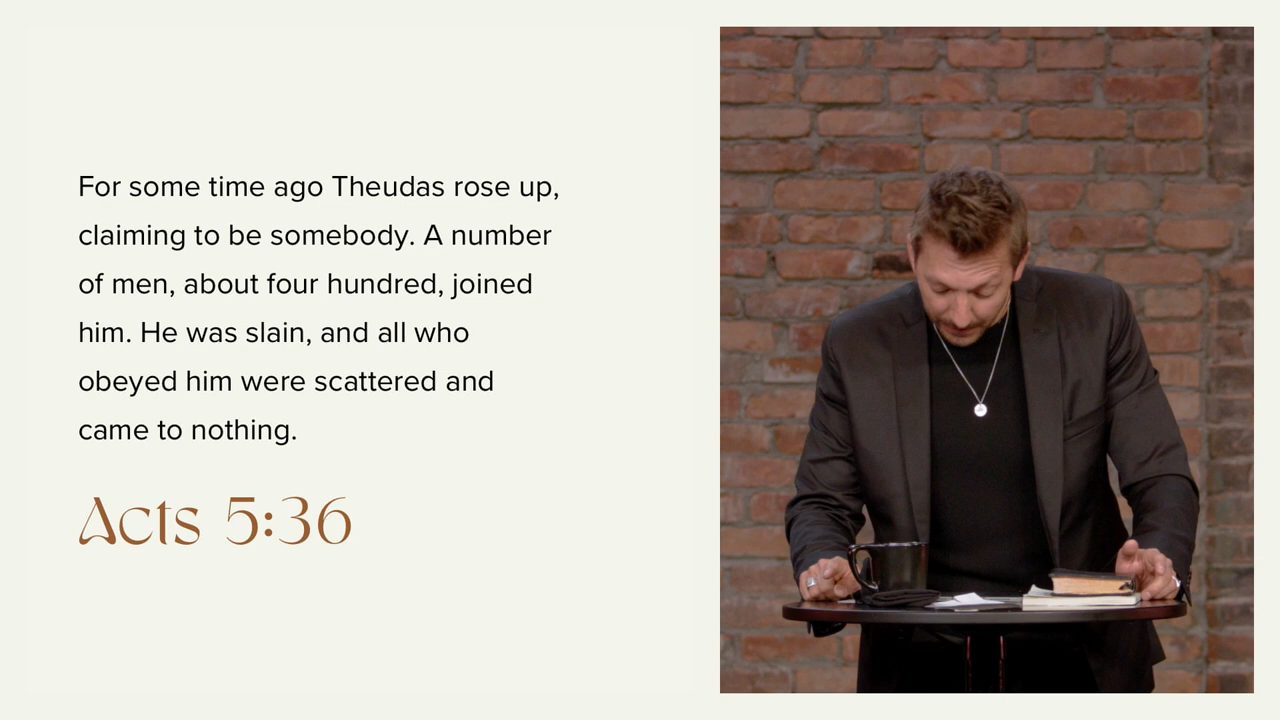 For some time ago Theudas rose up,
claiming to be somebody. A number
of men, about four hundred, joined
him. He was slain, and all who
obeyed him were scattered and
came to nothing.
Acts 5:36